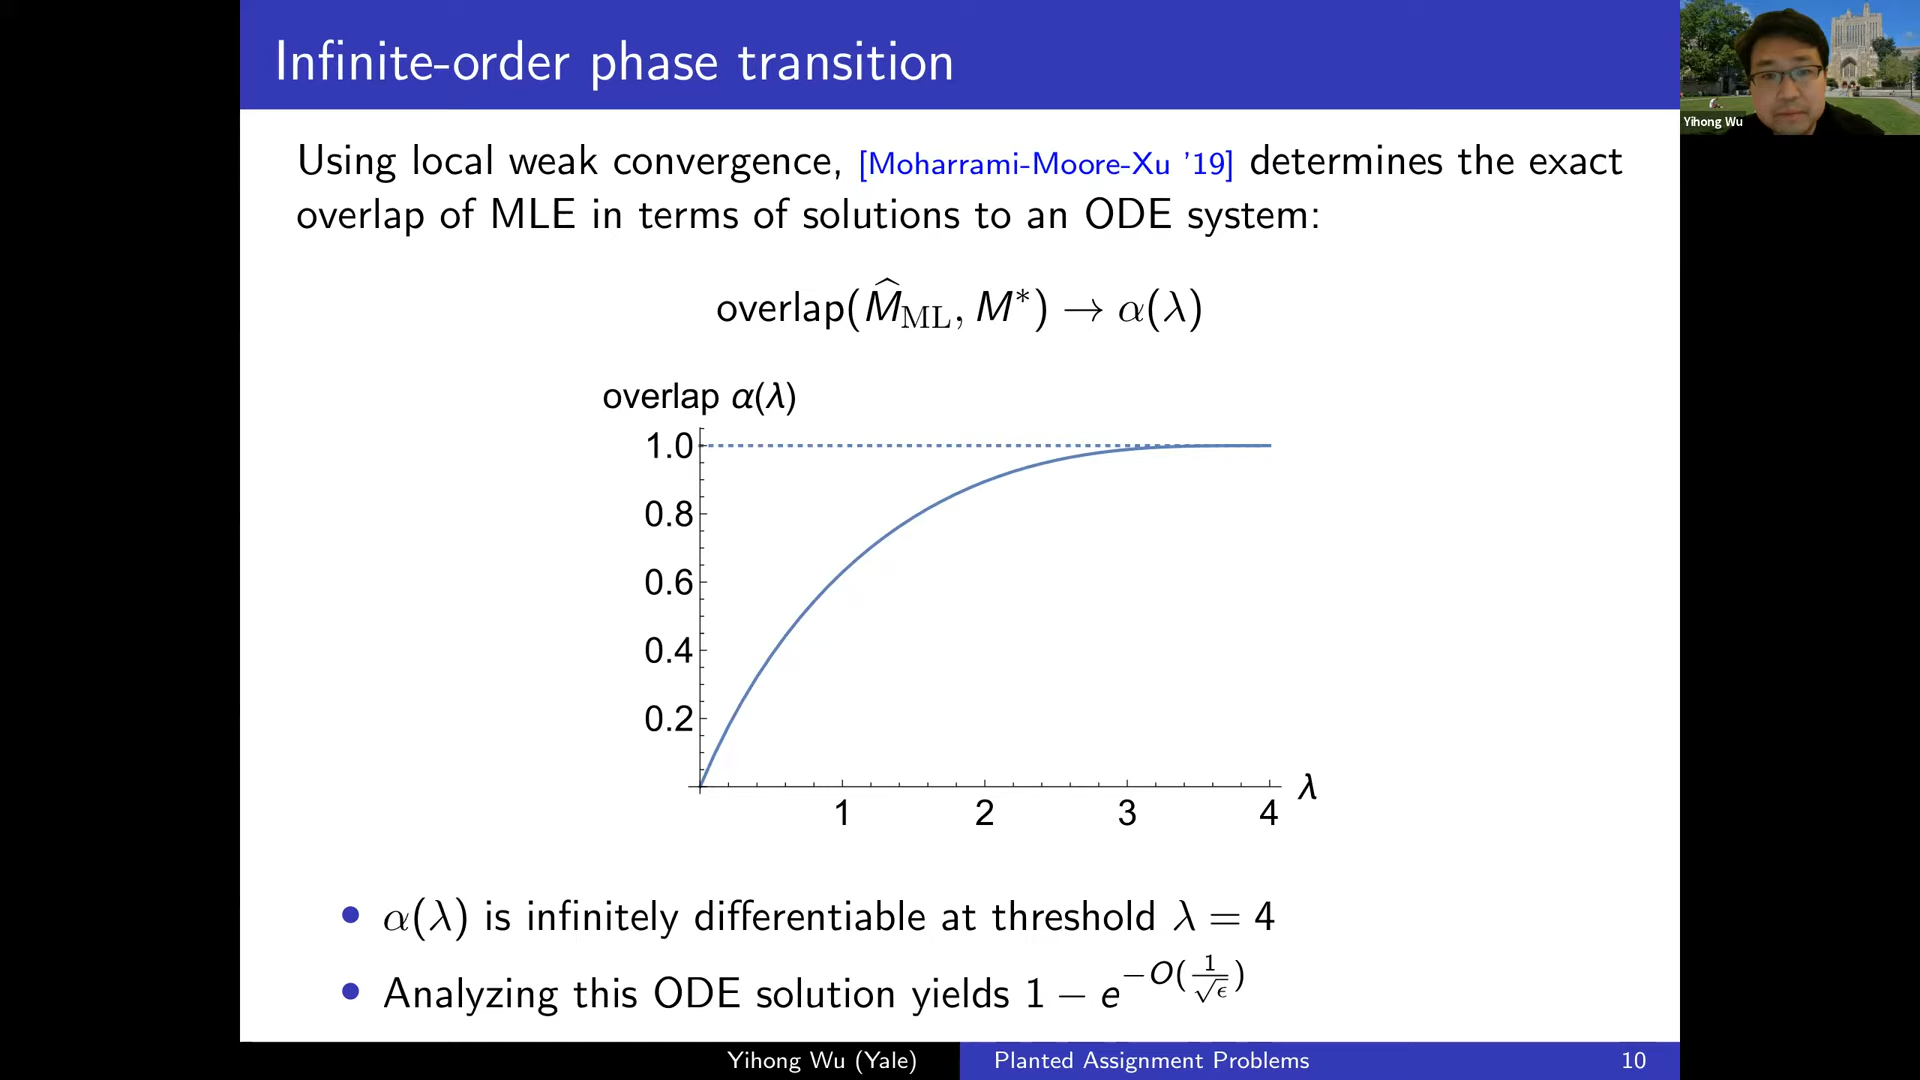 Infinite-order phase transition
Yihong Wu
Using local weak convergence, [Moharrami-Moore-Xu '19] determines the exact
overlap of MLE in terms of solutions to an ODE system:
overlap(M̂_ML, M*) → α(λ)
overlap α(λ)
1.0
0.8
0.6
0.4
0.2
1 2 3 4 λ
• α(λ) is infinitely differentiable at threshold λ = 4
• Analyzing this ODE solution yields 1 − e^{−O(1/√ϵ)}
Yihong Wu (Yale) Planted Assignment Problems 10